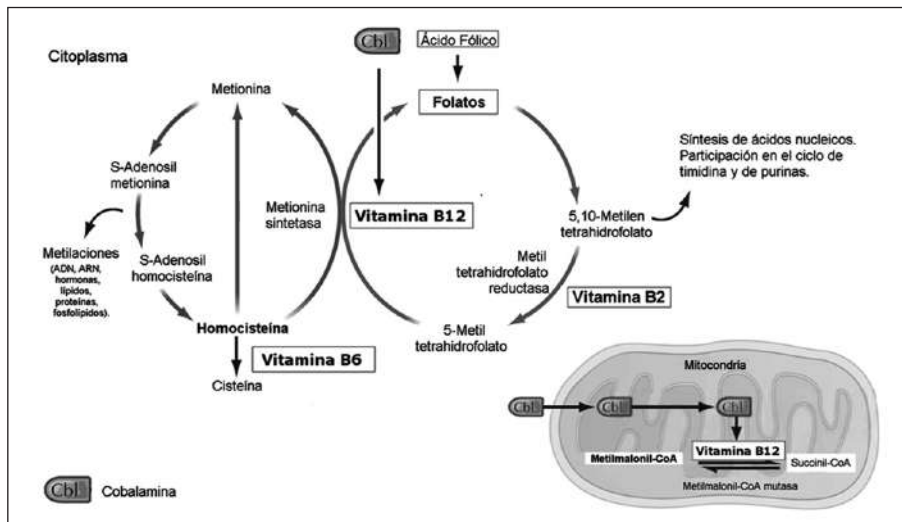 Citoplasma
Cbl
Ácido Fólico
Metionina
Folatos
S-Adenosil
metionina
Síntesis de ácidos nucleicos.
Participación en el ciclo de
timidina y de purinas.
Metionina
sintetasa
Vitamina B12
5,10-Metilen
tetrahidrofolato
Metilaciones
(ADN, ARN,
hormonas,
lípidos,
proteínas,
fosfolípidos).
S-Adenosil
homocisteína
Metil
tetrahidrofolato
reductasa
Vitamina B2
Homocisteína
Vitamina B6
Cisteína
5-Metil
tetrahidrofolato
Mitocondría
Cbl
Cbl
Cbl
Vitamina B12
Metilmalonil-CoA
Succinil-CoA
Metilmalonil-CoA mutasa
Cbl
Cobalamina